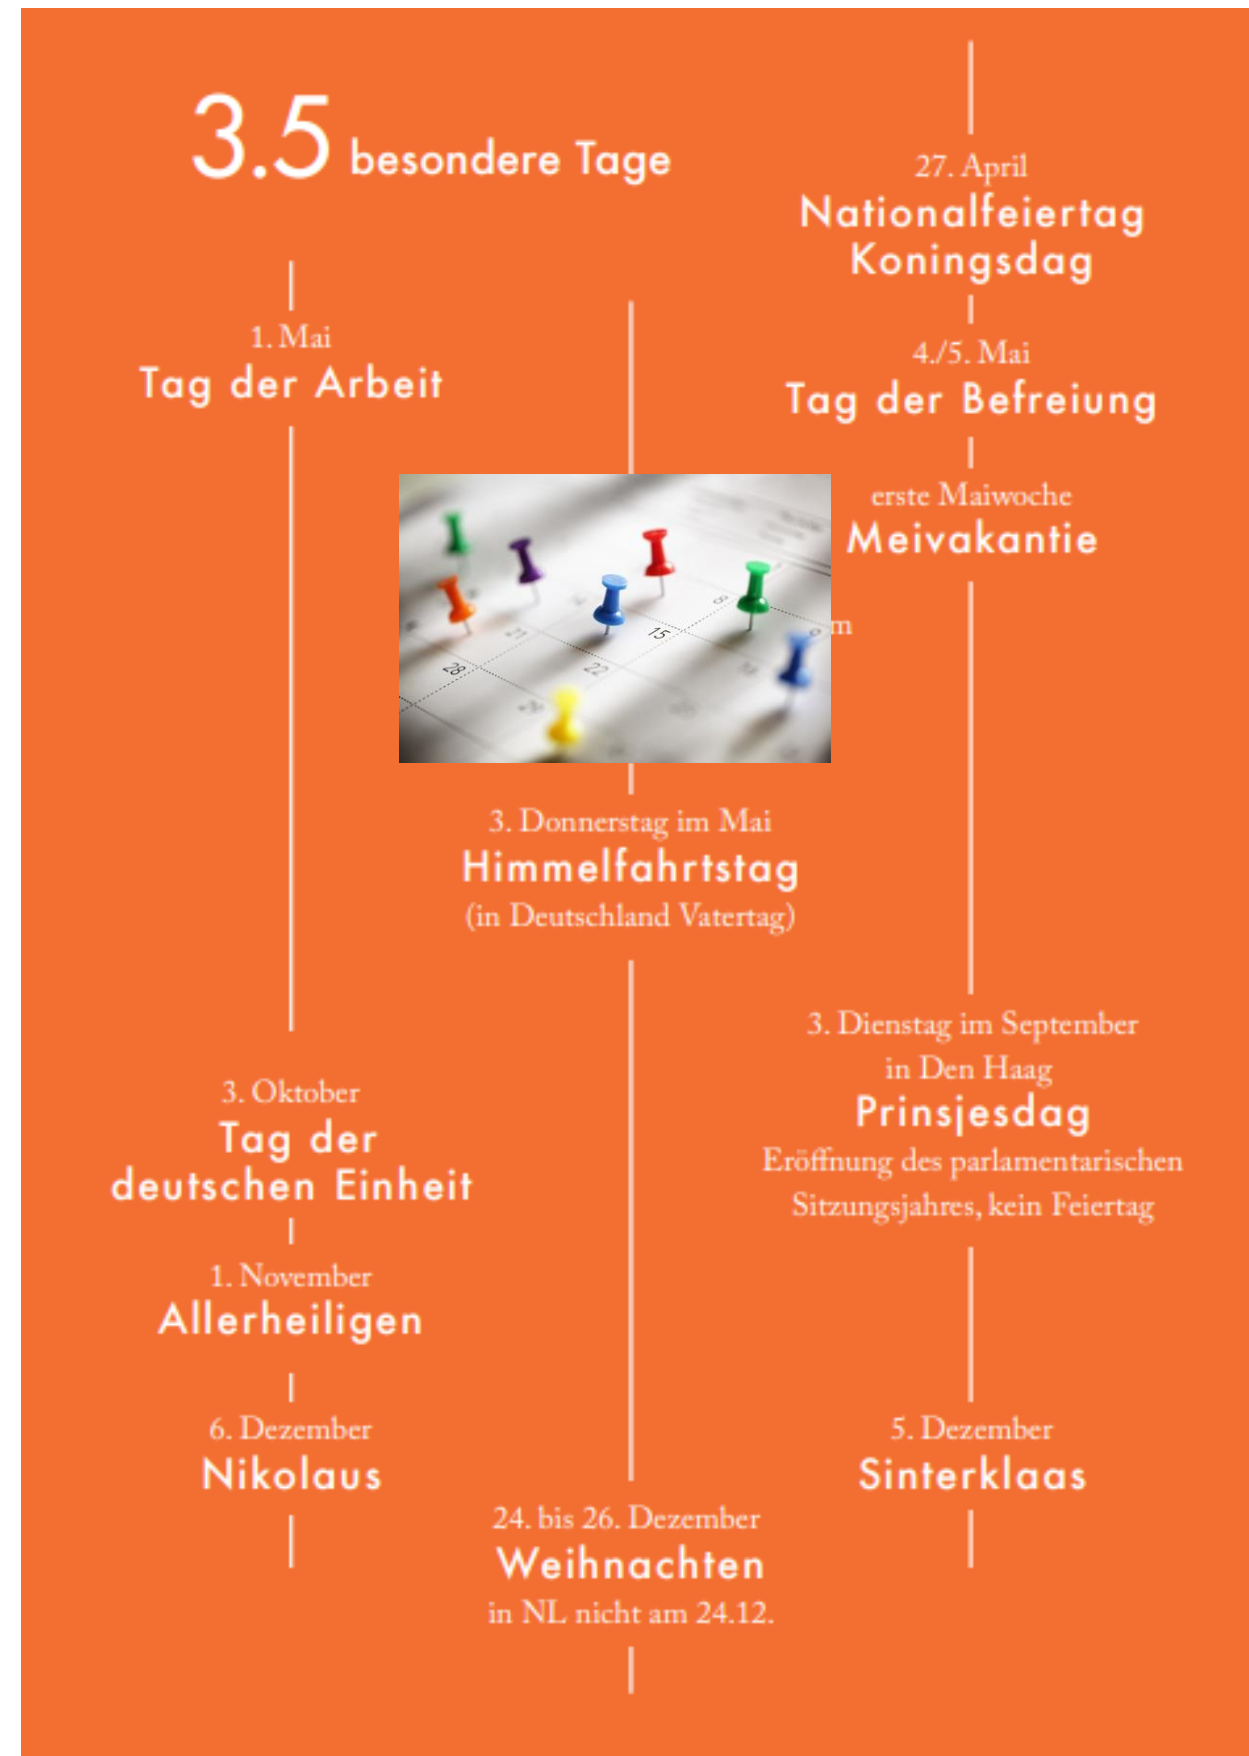 3.5 besondere Tage
1. Mai
Tag der Arbeit
3. Oktober
Tag der
deutschen Einheit
1. November
Allerheiligen
6. Dezember
Nikolaus
15
28
22
21
8
3. Donnerstag im Mai
Himmelfahrtstag
(in Deutschland Vatertag)
24. bis 26. Dezember
Weihnachten
in NL nicht am 24.12.
27. April
Nationalfeiertag
Koningsdag
4./5. Mai
Tag der Befreiung
erste Maiwoche
Meivakantie
m
3. Dienstag im September
in Den Haag
Prinsjesdag
Eröffnung des parlamentarischen
Sitzungsjahres, kein Feiertag
5. Dezember
Sinterklaas